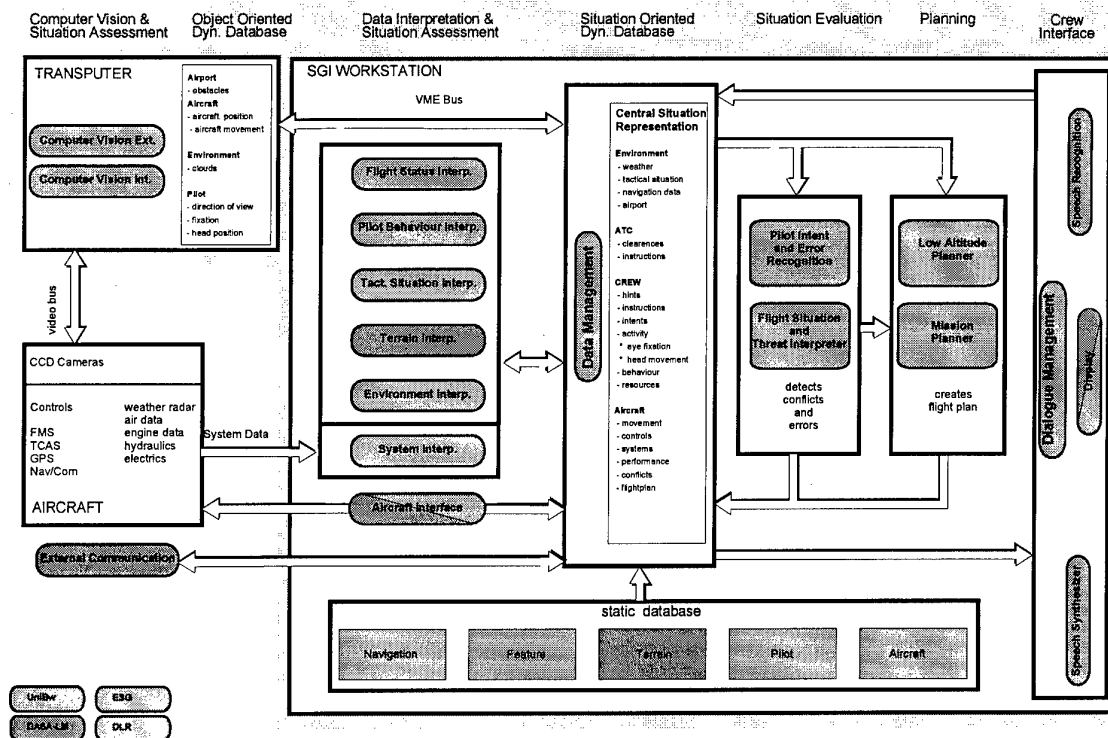 Computer Vision &
Situation Assessment
Object Oriented
Dyn. Database
Data Interpretation &
Situation Assessment
Situation Oriented
Dyn. Database
Situation Evaluation
Planning
Crew
Interface
TRANSPUTER
Computer Vision Ext.
Computer Vision Int.
Airport
- obstacles
Aircraft
- aircraft. position
- aircraft movement
Environment
- clouds
Pilot
- direction of view
- fixation
- head position
video bus
CCD Cameras
Controls
FMS
TCAS
GPS
Nav/Com
weather radar
air data
engine data
hydraulics
electrics
AIRCRAFT
System Data
External Communication
SGI WORKSTATION
VME Bus
Flight Status Interp.
Pilot Behaviour Interp.
Tact. Situation Interp.
Terrain Interp.
Environment Interp.
System Interp.
Aircraft Interface
Data Management
Central Situation
Representation
Environment
- weather
- tactical situation
- navigation data
- airport
ATC
- clearences
- instructions
CREW
- hints
- instructions
- intents
- activity
* eye fixation
* head movement
- behaviour
- resources
Aircraft
- movement
- controls
- systems
- performance
- conflicts
- flightplan
Pilot Intent
and Error
Recognition
Flight Situation
and
Threat Interpreter
detects
conflicts
and
errors
Low Altitude
Planner
Mission
Planner
creates
flight plan
Speech Recognition
Dialogue Management
Display
Speech Synthesizer
static database
Navigation
Feature
Terrain
Pilot
Aircraft
UniBw
ESG
DASA-LM
DLR